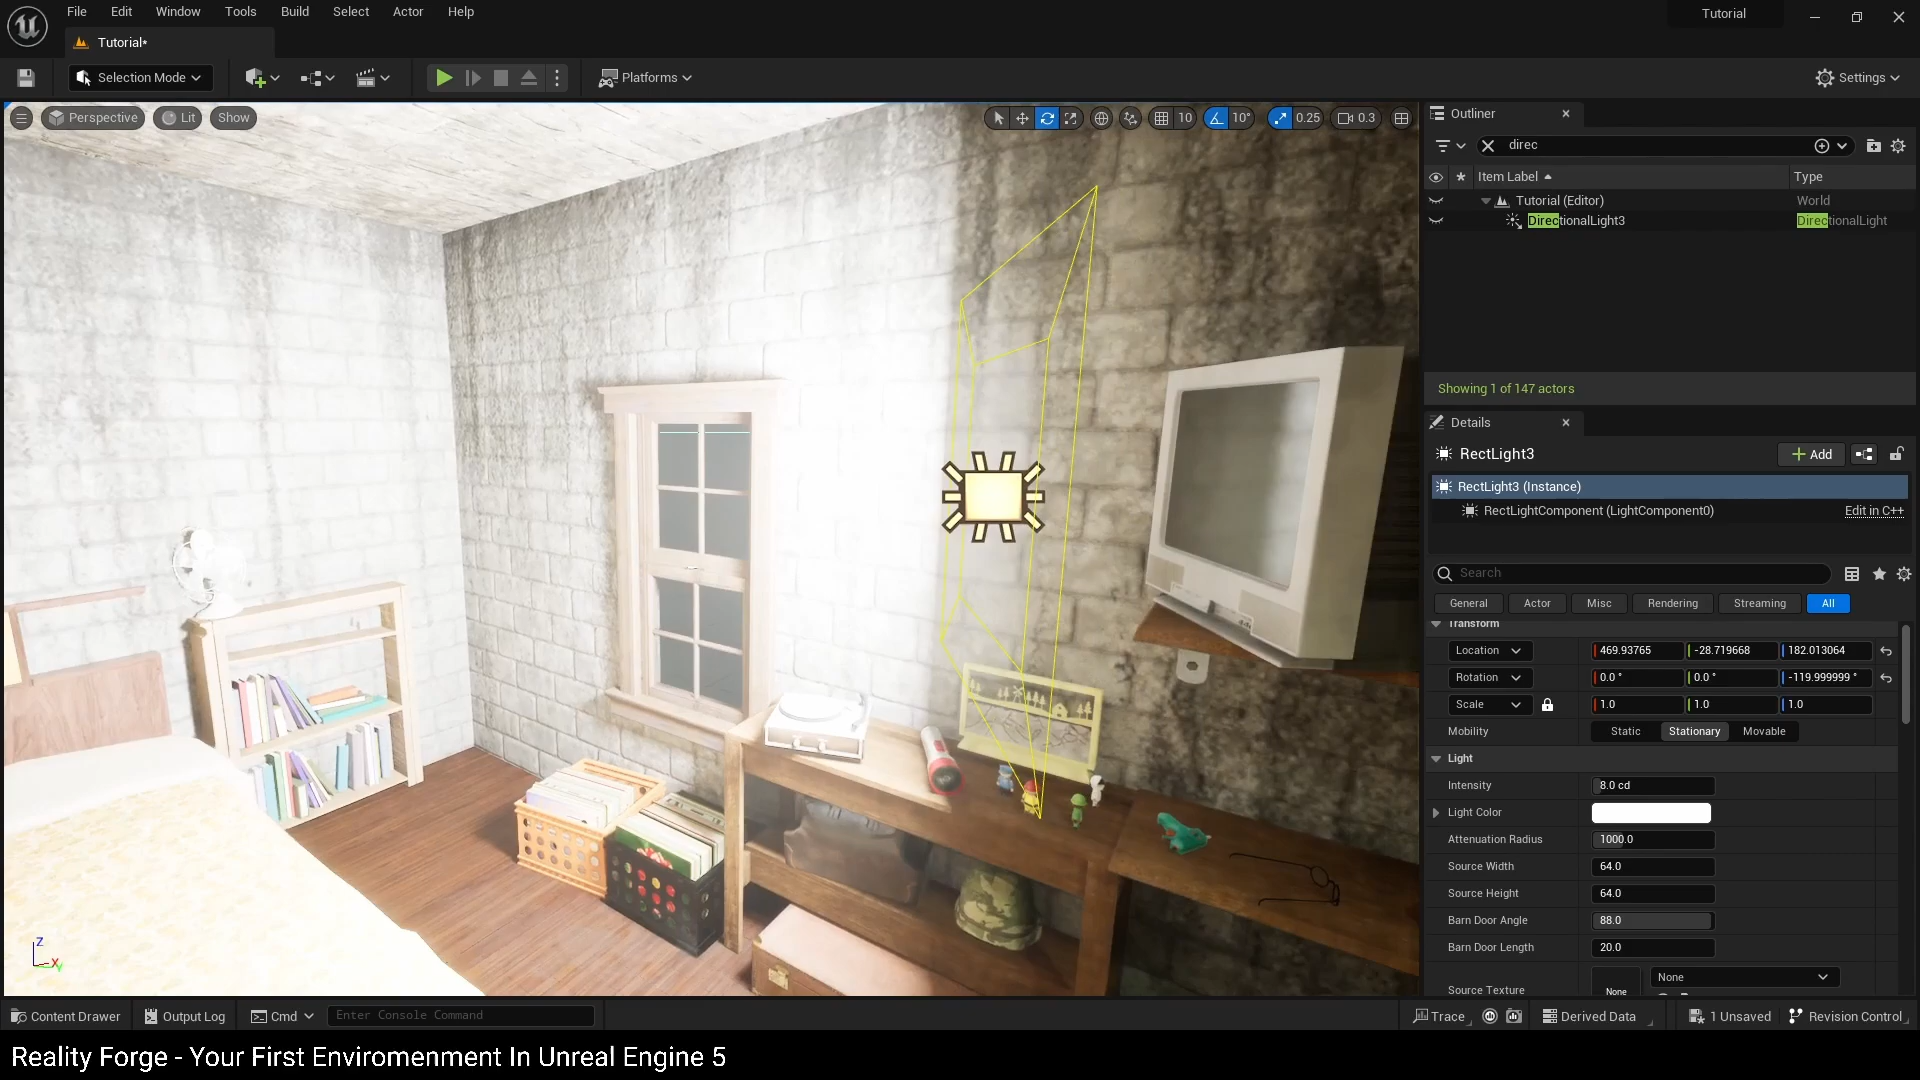 File Edit Window Tools Build Select Actor Help
Tutorial
Tutorial*
Selection Mode
Platforms
Settings
Perspective
Lit
Show
10
10°
0.25
0.3
Outliner
direc
Item Label
Type
Tutorial (Editor)
World
DirectionalLight3
DirectionalLight
Showing 1 of 147 actors
Details
RectLight3
Add
RectLight3 (Instance)
RectLightComponent (LightComponent0)
Edit in C++
Search
General
Actor
Misc
Rendering
Streaming
All
Transform
Location
469.93765
-28.719668
182.013064
Rotation
0.0 °
0.0 °
-119.999999 °
Scale
1.0
1.0
1.0
Mobility
Static
Stationary
Movable
Light
Intensity
8.0 cd
Light Color
Attenuation Radius
1000.0
Source Width
64.0
Source Height
64.0
Barn Door Angle
88.0
Barn Door Length
20.0
Source Texture
None
None
Z
X
Y
Content Drawer
Output Log
Cmd
Enter Console Command
Trace
Derived Data
1 Unsaved
Revision Control
Reality Forge - Your First Enviromenment In Unreal Engine 5